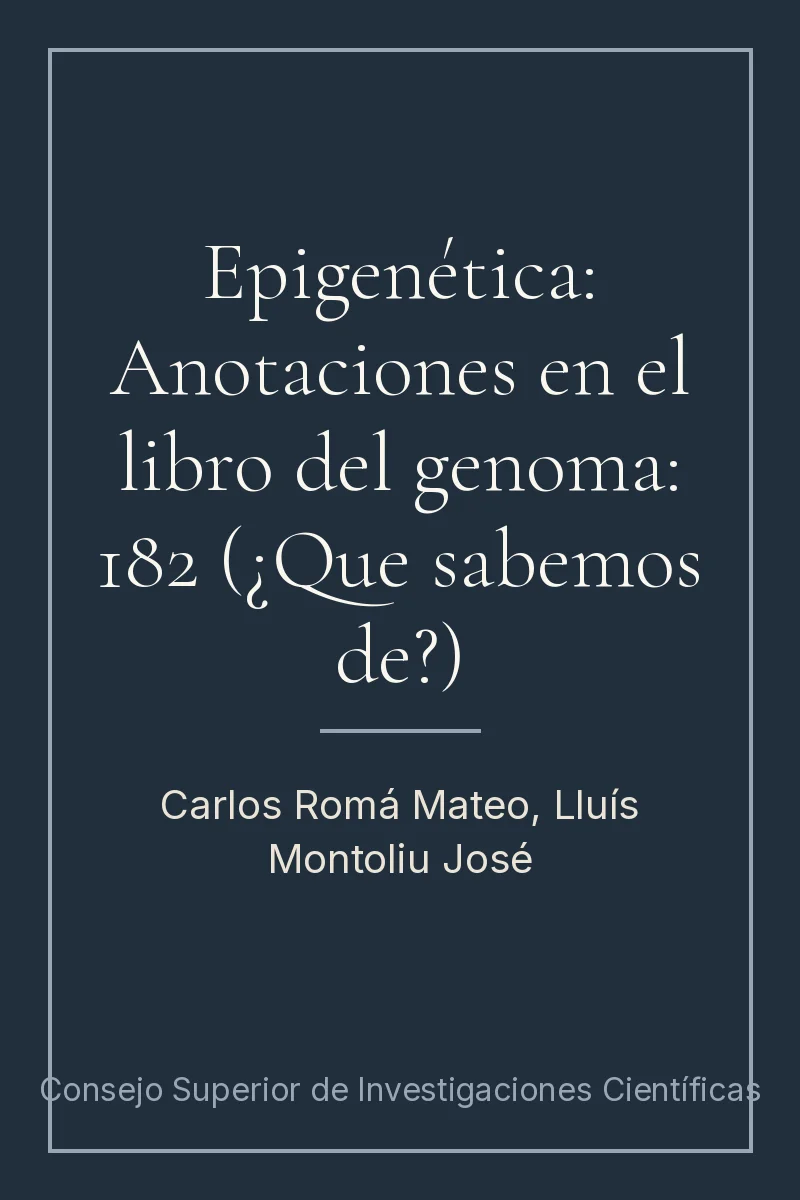 Epigenética:
Anotaciones en el
libro del genoma:
182 (¿Que sabemos
de?)
Carlos Romá Mateo, Lluís
Montoliu José
Consejo Superior de Investigaciones Científicas